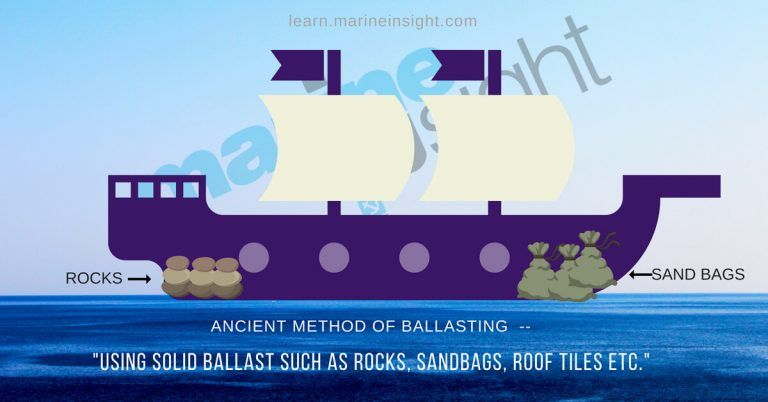 learn.marineinsight.com
marine
insight
ROCKS
SAND BAGS
ANCIENT METHOD OF BALLASTING --
"USING SOLID BALLAST SUCH AS ROCKS, SANDBAGS, ROOF TILES ETC."